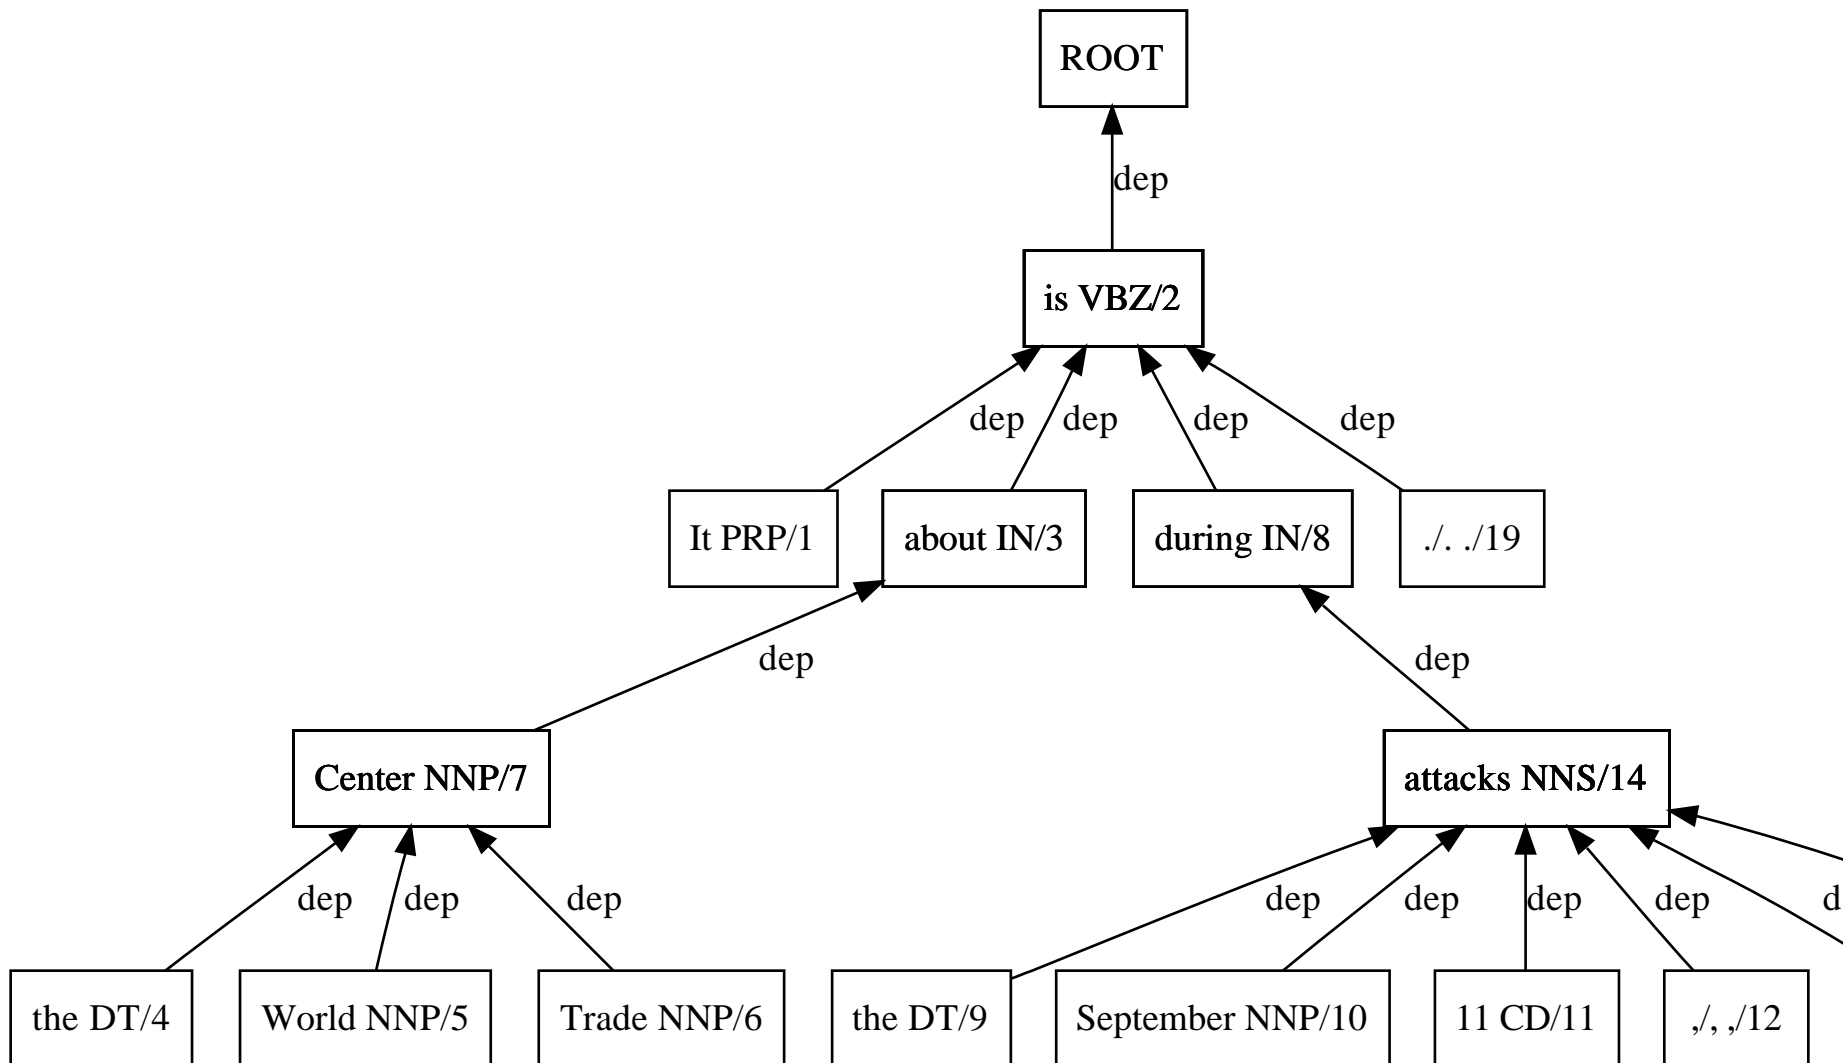 ROOT
dep
is VBZ/2
dep dep dep dep
It PRP/1 about IN/3 during IN/8 ./. ./19
dep dep
Center NNP/7 attacks NNS/14
dep dep dep dep dep dep dep d
the DT/4 World NNP/5 Trade NNP/6 the DT/9 September NNP/10 11 CD/11 ,/, ,/12